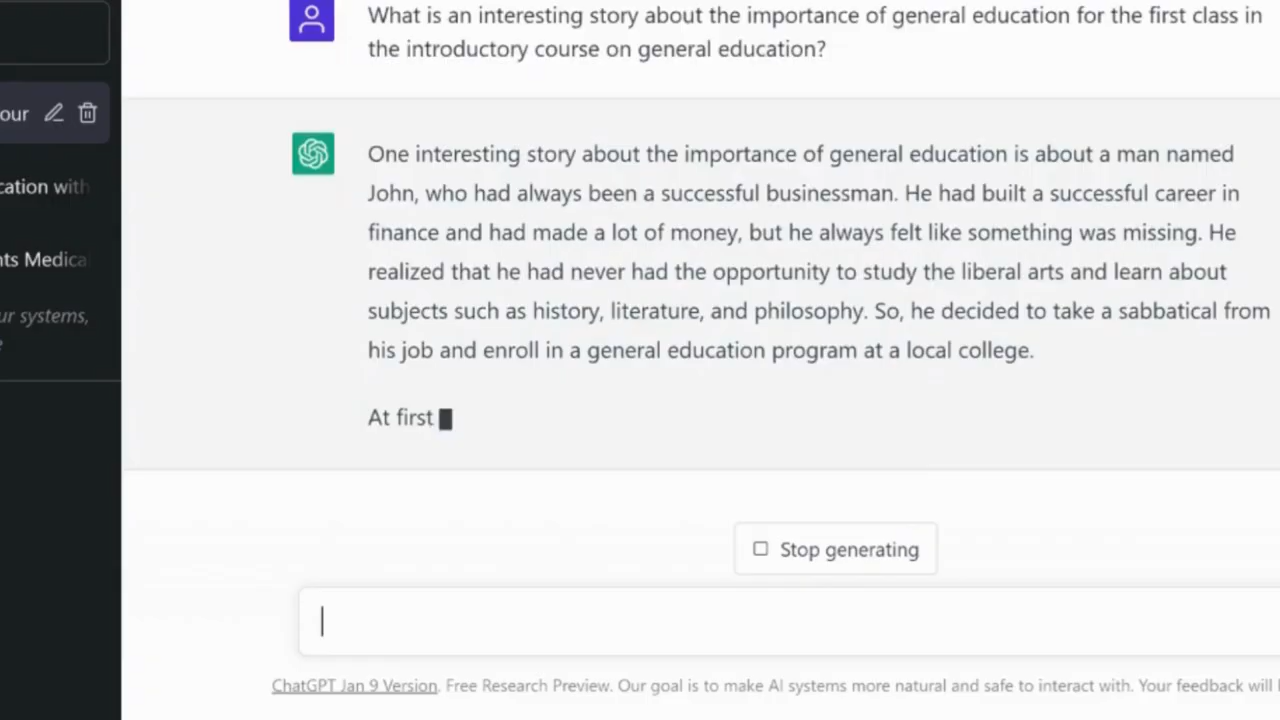 What is an interesting story about the importance of general education for the first class in
the introductory course on general education?
our
One interesting story about the importance of general education is about a man named
John, who had always been a successful businessman. He had built a successful career in
cation with
finance and had made a lot of money, but he always felt like something was missing. He
nts Medica
realized that he had never had the opportunity to study the liberal arts and learn about
ur systems,
subjects such as history, literature, and philosophy. So, he decided to take a sabbatical from
his job and enroll in a general education program at a local college.
At first
Stop generating
ChatGPT Jan 9 Version. Free Research Preview. Our goal is to make AI systems more natural and safe to interact with. Your feedback will